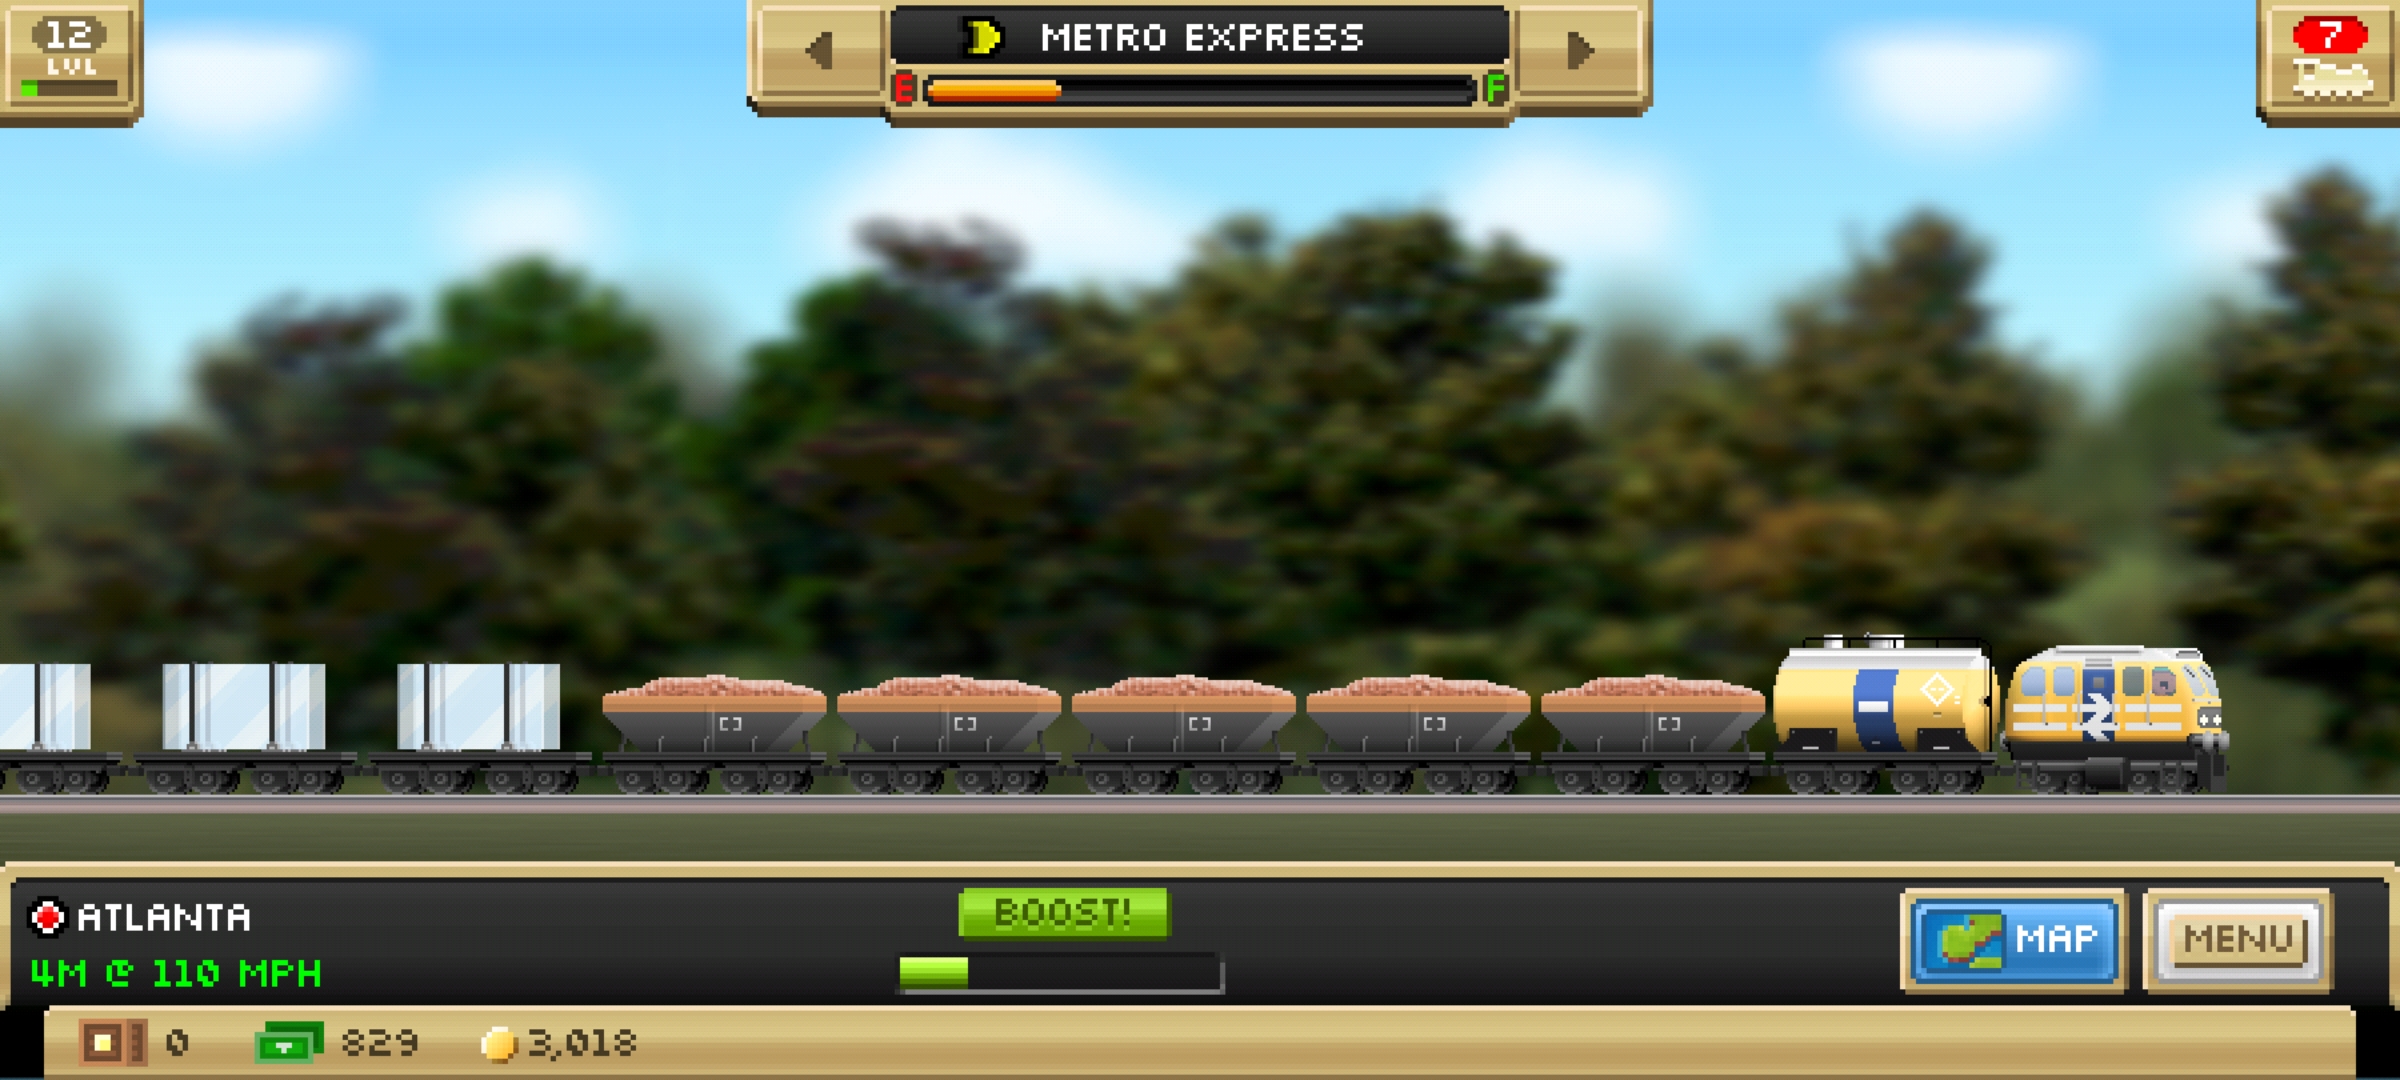 12
LVL
METRO EXPRESS
E F
7
ATLANTA
4M @ 110 MPH
BOOST!
MAP
MENU
0
829
3,018